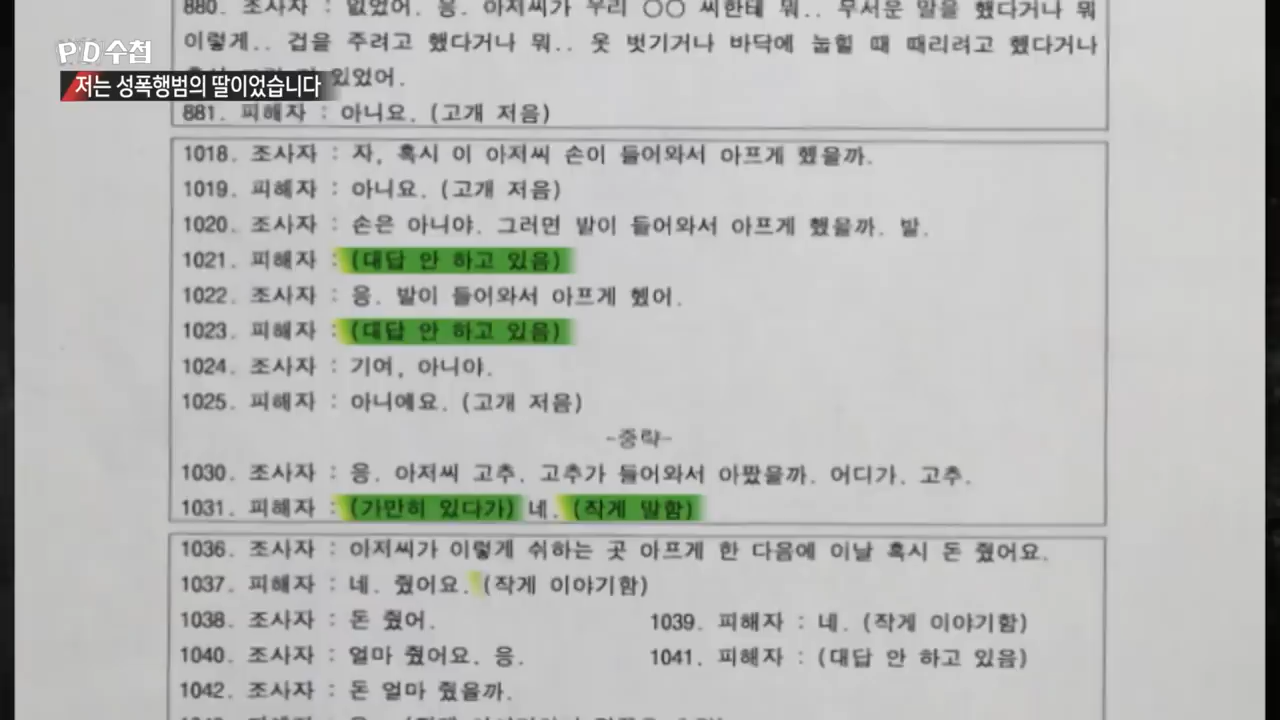 880. 조사자 : 없었어. 응. 아저씨가 우리 ○○ 씨한테 뭐.. 무서운 말을 했다거나 뭐
PD수첩
이렇게.. 겁을 주려고 했다거나 뭐.. 옷 벗기거나 바닥에 눕힐 때 때리려고 했다거나
저는 성폭행범의 딸이었습니다
있었어.
881. 피해자 : 아니요. (고개 저음)
1018. 조사자 : 자, 혹시 이 아저씨 손이 들어와서 아프게 했을까.
1019. 피해자 : 아니요. (고개 저음)
1020. 조사자 : 손은 아니야. 그러면 발이 들어와서 아프게 했을까. 발.
1021. 피해자 : (대답 안 하고 있음)
1022. 조사자 : 응. 발이 들어와서 아프게 했어.
1023. 피해자 : (대답 안 하고 있음)
1024. 조사자 : 기여, 아니야.
1025. 피해자 : 아니에요. (고개 저음)
-중략-
1030. 조사자 : 응. 아저씨 고추. 고추가 들어와서 아팠을까. 어디가. 고추.
1031. 피해자 : (가만히 있다가) 네. (작게 말함)
1036. 조사자 : 아저씨가 이렇게 쉬하는 곳 아프게 한 다음에 이날 혹시 돈 줬어요.
1037. 피해자 : 네. 줬어요. (작게 이야기함)
1038. 조사자 : 돈 줬어. 1039. 피해자 : 네. (작게 이야기함)
1040. 조사자 : 얼마 줬어요. 응. 1041. 피해자 : (대답 안 하고 있음)
1042. 조사자 : 돈 얼마 줬을까.